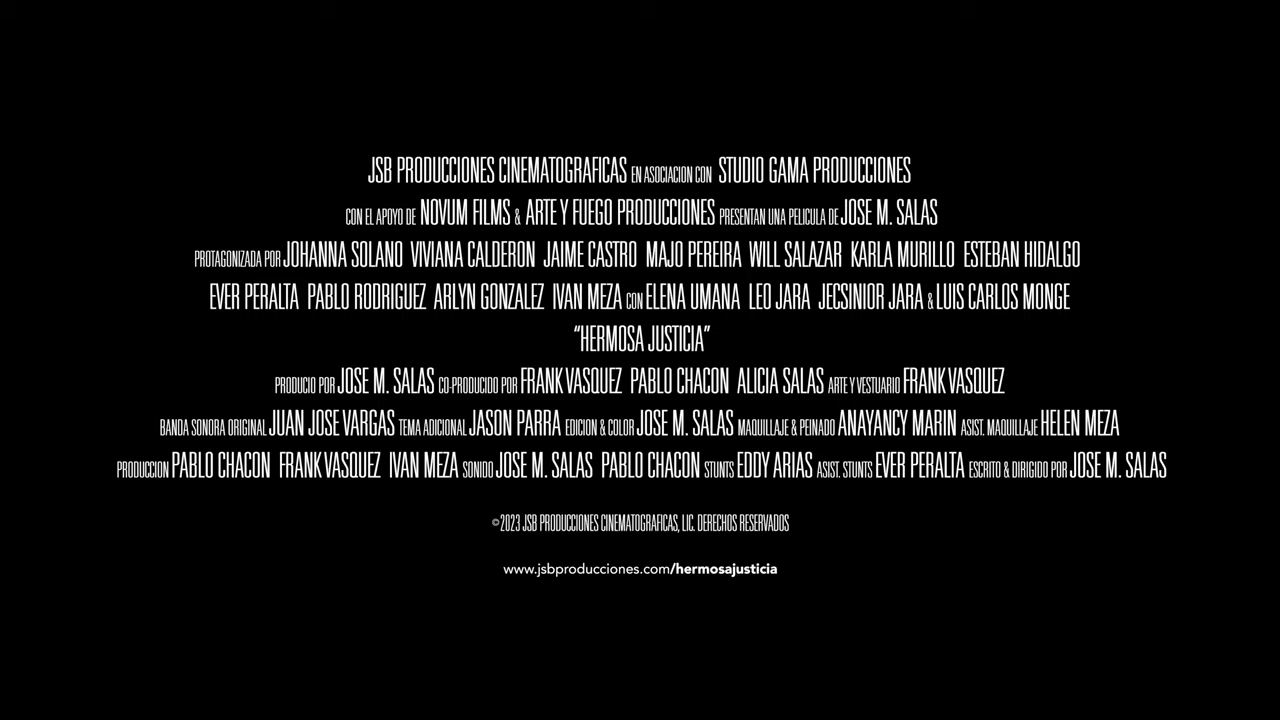 JSB PRODUCCIONES CINEMATOGRAFICAS EN ASOCIACION CON STUDIO GAMA PRODUCCIONES
CON EL APOYO DE NOVUM FILMS & ARTE Y FUEGO PRODUCCIONES PRESENTAN UNA PELICULA DE JOSE M. SALAS
PROTAGONIZADA POR JOHANNA SOLANO VIVIANA CALDERON JAIME CASTRO MAJO PEREIRA WILL SALAZAR KARLA MURILLO ESTEBAN HIDALGO
EVER PERALTA PABLO RODRIGUEZ ARLYN GONZALEZ IVAN MEZA CON ELENA UMANA LEO JARA JECSINIOR JARA & LUIS CARLOS MONGE
“HERMOSA JUSTICIA”
PRODUCIO POR JOSE M. SALAS CO-PRODUCIDO POR FRANK VASQUEZ PABLO CHACON ALICIA SALAS ARTE Y VESTUARIO FRANK VASQUEZ
BANDA SONORA ORIGINAL JUAN JOSE VARGAS TEMA ADICIONAL JASON PARRA EDICION & COLOR JOSE M. SALAS MAQUILLAJE & PEINADO ANAYANCY MARIN ASIST. MAQUILLAJE HELEN MEZA
PRODUCCION PABLO CHACON FRANK VASQUEZ IVAN MEZA SONIDO JOSE M. SALAS PABLO CHACON STUNTS EDDY ARIAS ASIST. STUNTS EVER PERALTA ESCRITO & DIRIGIDO POR JOSE M. SALAS
©2023 JSB PRODUCCIONES CINEMATOGRAFICAS, LIC. DERECHOS RESERVADOS
www.jsbproducciones.com/hermosajusticia